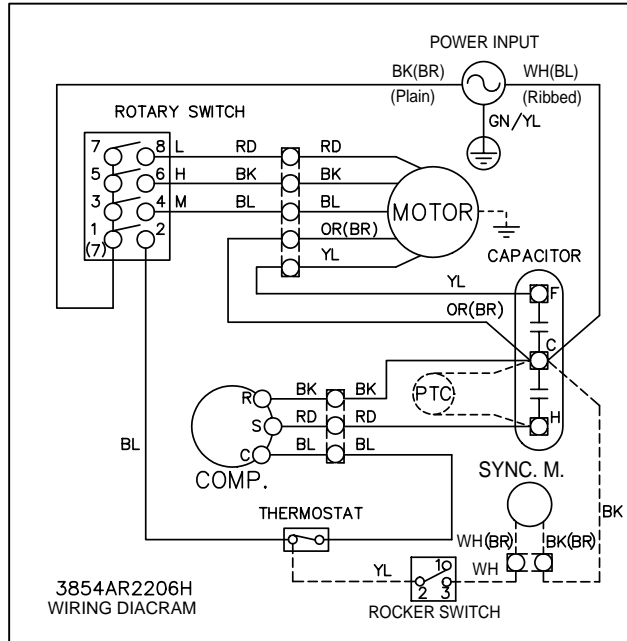 POWER INPUT
BK(BR) WH(BL)
(Plain) (Ribbed)
GN/YL
ROTARY SWITCH
7 8 L RD RD
5 6 H BK BK
3 4 M BL BL
MOTOR
1 2 OR(BR)
(7)
YL
CAPACITOR
YL F
OR(BR)
C
PTC
R BK BK
S RD RD H
C BL BL
COMP.
BL
SYNC. M.
BK
THERMOSTAT
WH(BR) BK(BR)
YL 1 WH
2 3
ROCKER SWITCH
3854AR2206H
WIRING DIACRAM